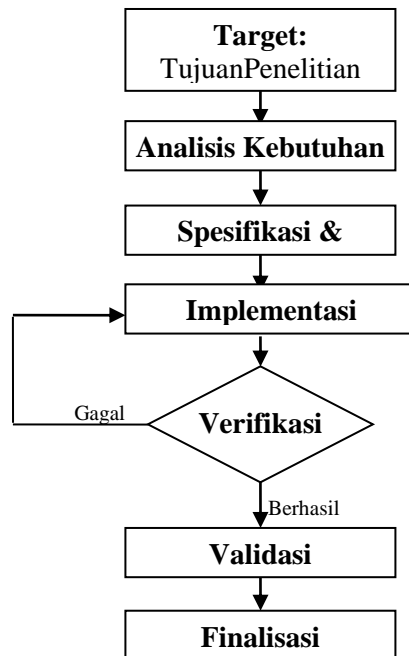 Target:
TujuanPenelitian
Analisis Kebutuhan
Spesifikasi &
Implementasi
Gagal
Verifikasi
Berhasil
Validasi
Finalisasi